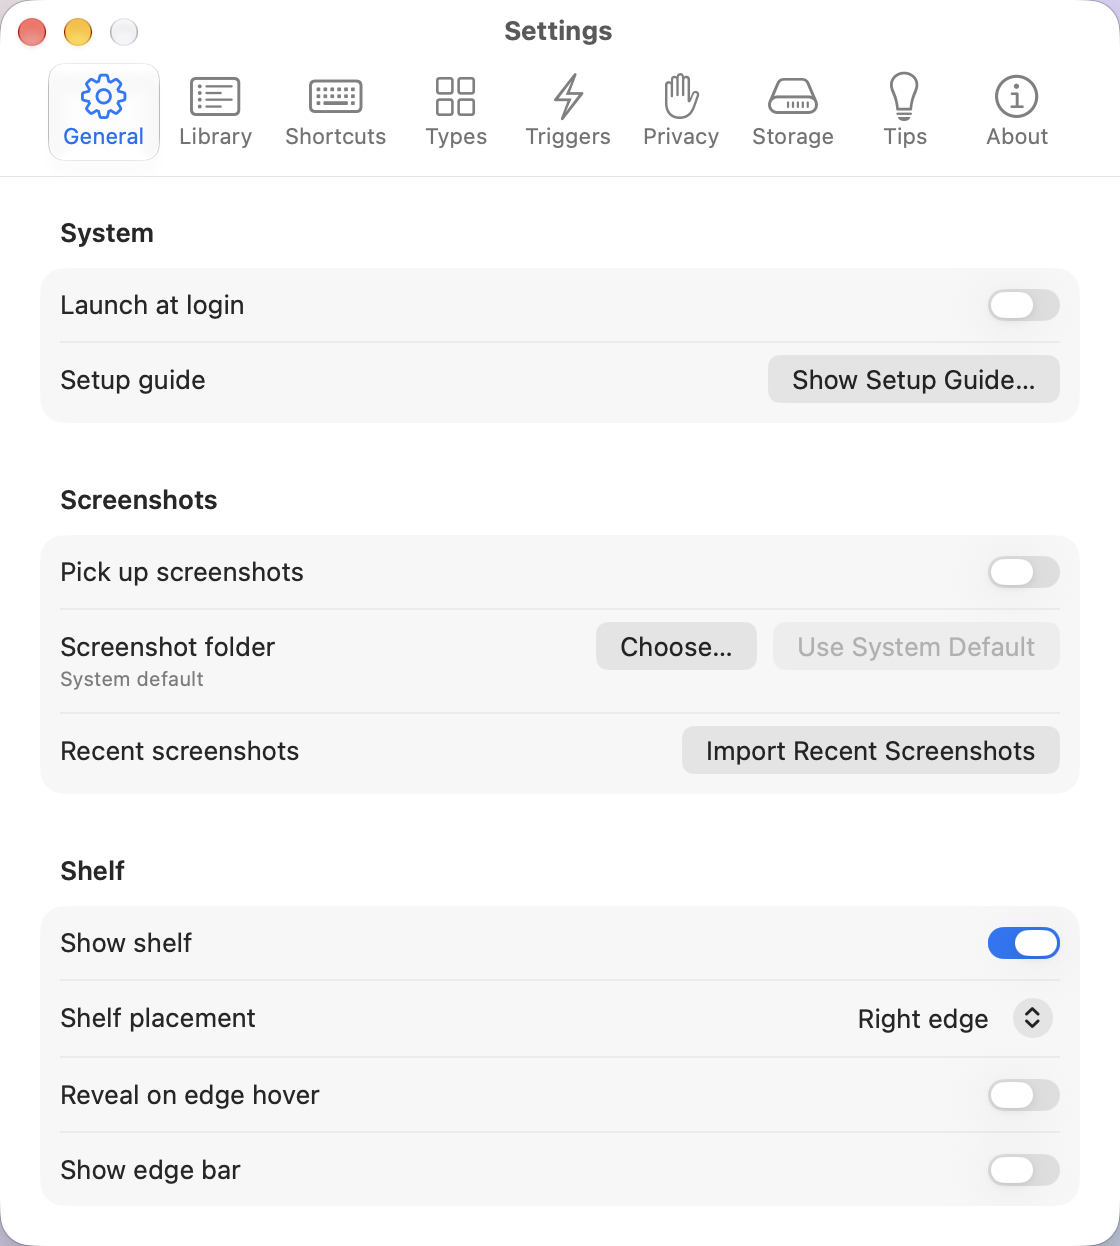 Settings
General
Library
Shortcuts
Types
Triggers
Privacy
Storage
Tips
About
System
Launch at login
Setup guide
Show Setup Guide...
Screenshots
Pick up screenshots
Screenshot folder
Choose...
Use System Default
System default
Recent screenshots
Import Recent Screenshots
Shelf
Show shelf
Shelf placement
Right edge
Reveal on edge hover
Show edge bar